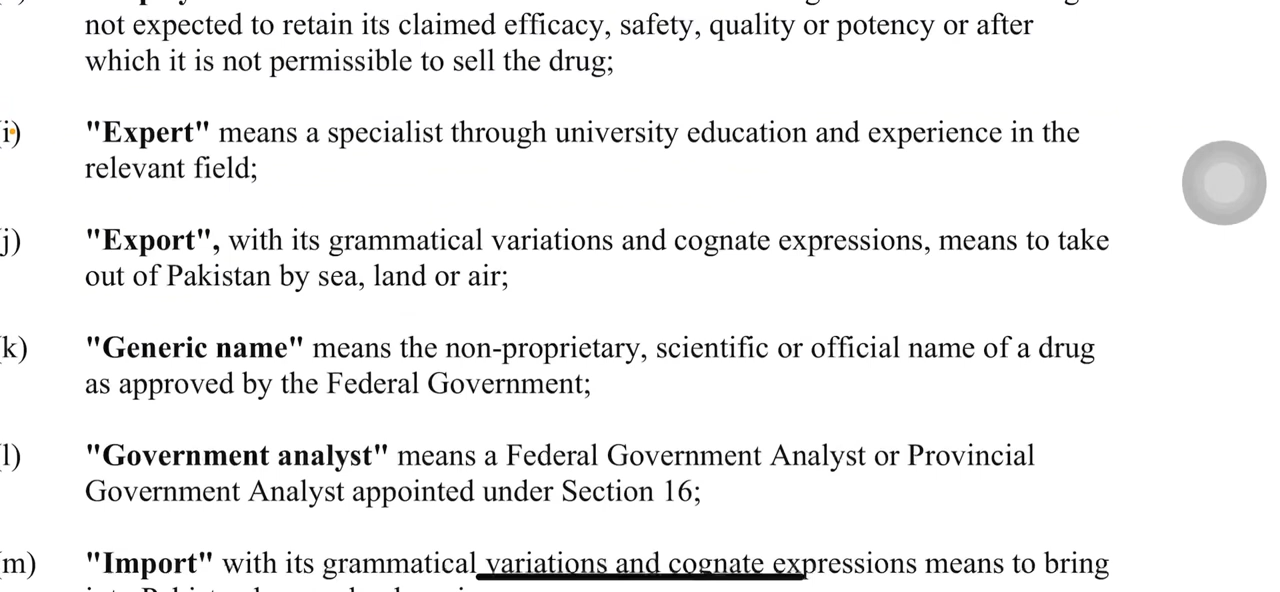 not expected to retain its claimed efficacy, safety, quality or potency or after
which it is not permissible to sell the drug;
i) "Expert" means a specialist through university education and experience in the
relevant field;
j) "Export", with its grammatical variations and cognate expressions, means to take
out of Pakistan by sea, land or air;
k) "Generic name" means the non-proprietary, scientific or official name of a drug
as approved by the Federal Government;
l) "Government analyst" means a Federal Government Analyst or Provincial
Government Analyst appointed under Section 16;
m) "Import" with its grammatical variations and cognate expressions means to bring